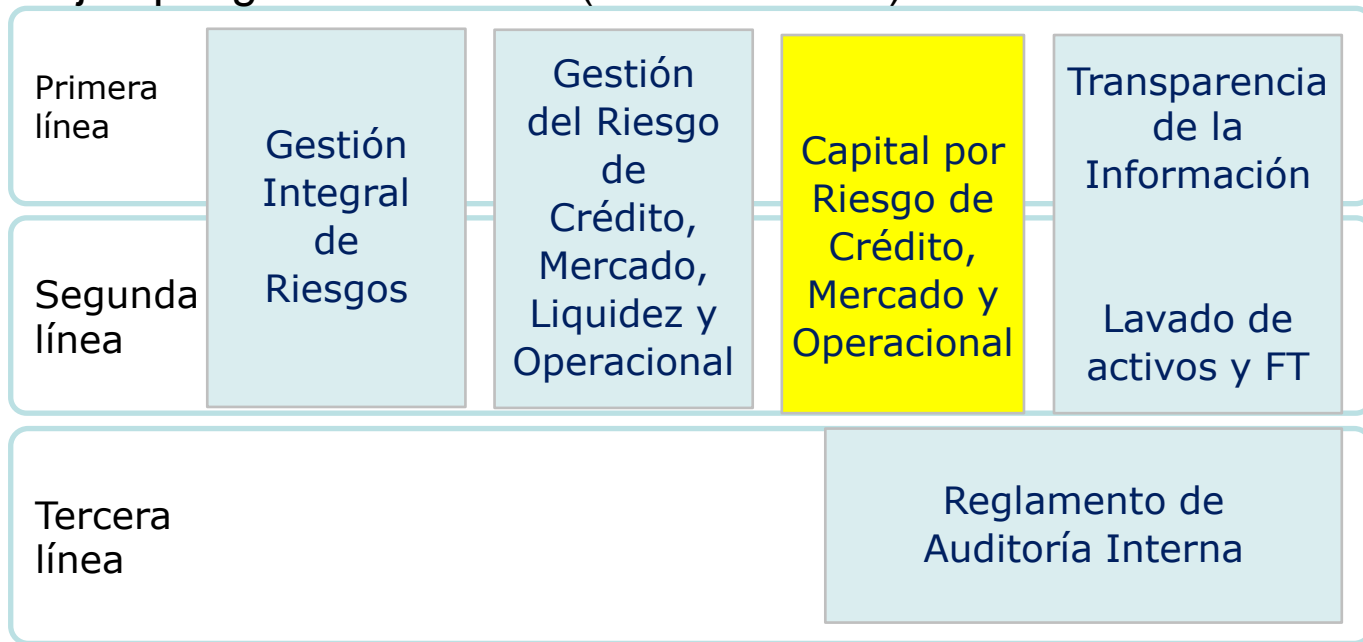 Primera
línea
Gestión
Integral
de
Riesgos
Gestión
del Riesgo
de
Crédito,
Mercado,
Liquidez y
Operacional
Capital por
Riesgo de
Crédito,
Mercado y
Operacional
Transparencia
de la
Información
Segunda
línea
Lavado de
activos y FT
Tercera
línea
Reglamento de
Auditoría Interna